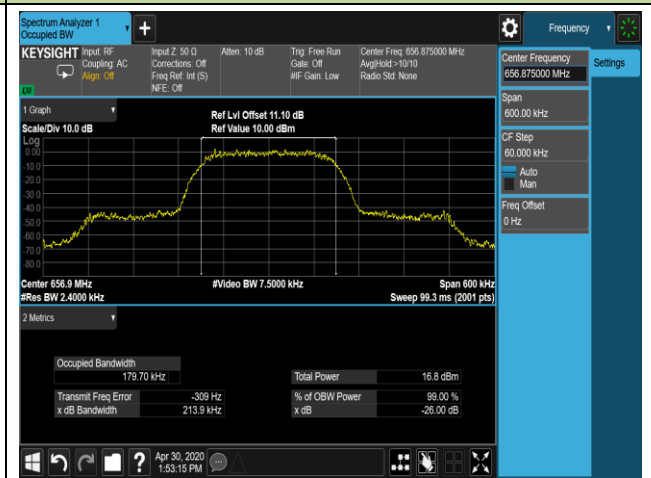 Spectrum Analyzer 1
Occupied BW
+
Frequency
KEYSIGHT
Input: RF
Coupling: AC
Align: Off
Input Z: 50 Ω
Corrections: Off
Freq Ref: Int (S)
NFE: Off
Atten: 10 dB
Trig: Free Run
Gate: Off
#IF Gain: Low
Center Freq: 656.875000 MHz
Avg|Hold:>10/10
Radio Std: None
Center Frequency
656.875000 MHz
Settings
Span
600.00 kHz
CF Step
60.000 kHz
Auto
Man
Freq Offset
0 Hz
1 Graph
Scale/Div 10.0 dB
Ref Lvl Offset 11.10 dB
Ref Value 10.00 dBm
Log
0.00
-10.0
-20.0
-30.0
-40.0
-50.0
-60.0
-70.0
-80.0
Center 656.9 MHz
#Video BW 7.5000 kHz
Span 600 kHz
#Res BW 2.4000 kHz
Sweep 99.3 ms (2001 pts)
2 Metrics
Occupied Bandwidth
179.70 kHz
Total Power 16.8 dBm
Transmit Freq Error -309 Hz
% of OBW Power 99.00 %
x dB Bandwidth 213.9 kHz
x dB -26.00 dB
?
Apr 30, 2020
1:53:15 PM